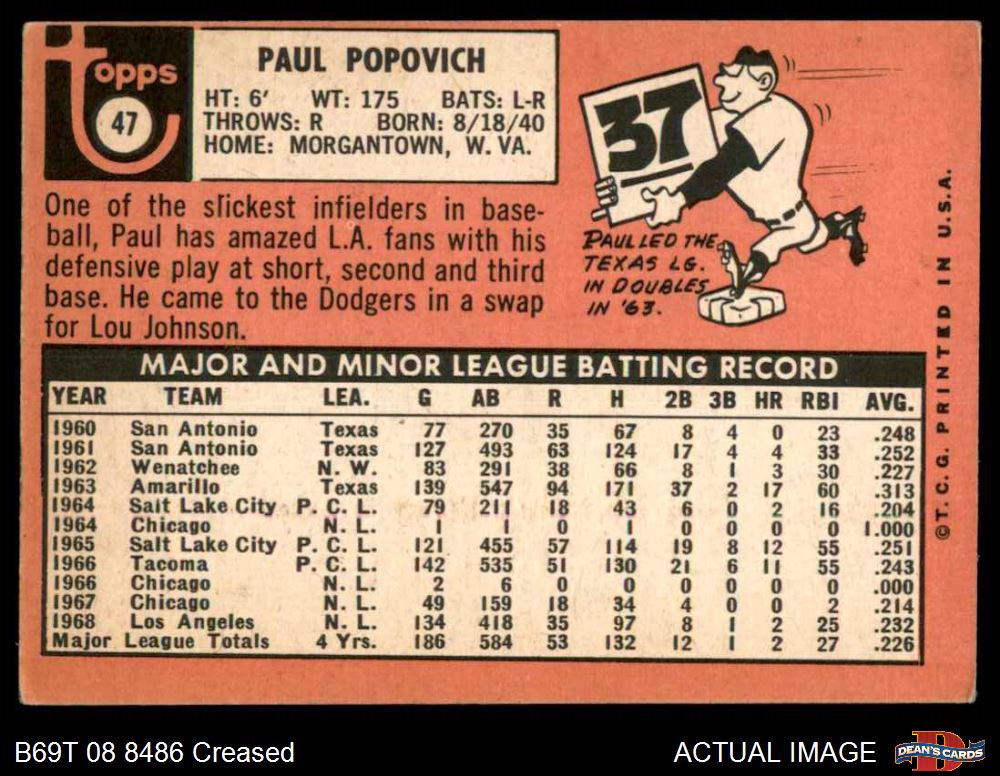 topps
47
PAUL POPOVICH
HT: 6' WT: 175 BATS: L-R
THROWS: R BORN: 8/18/40
HOME: MORGANTOWN, W. VA.
One of the slickest infielders in base-
ball, Paul has amazed L.A. fans with his
defensive play at short, second and third
base. He came to the Dodgers in a swap
for Lou Johnson.
37
PAUL LED THE
TEXAS LG.
IN DOUBLES
IN '63.
©T. C. G. PRINTED IN U.S.A.
MAJOR AND MINOR LEAGUE BATTING RECORD
YEAR TEAM LEA. G AB R H 2B 3B HR RBI AVG.
1960 San Antonio Texas 77 270 35 67 8 4 0 23 .248
1961 San Antonio Texas 127 493 63 124 17 4 4 33 .252
1962 Wenatchee N. W. 83 291 38 66 8 1 3 30 .227
1963 Amarillo Texas 139 547 94 171 37 2 17 60 .313
1964 Salt Lake City P. C. L. 79 211 18 43 6 0 2 16 .204
1964 Chicago N. L. 1 1 0 1 0 0 0 0 1.000
1965 Salt Lake City P. C. L. 121 455 57 114 19 8 12 55 .251
1966 Tacoma P. C. L. 142 535 51 130 21 6 11 55 .243
1966 Chicago N. L. 2 6 0 0 0 0 0 0 .000
1967 Chicago N. L. 49 159 18 34 4 0 0 2 .214
1968 Los Angeles N. L. 134 418 35 97 8 1 2 25 .232
Major League Totals 4 Yrs. 186 584 53 132 12 1 2 27 .226
B69T 08 8486 Creased
ACTUAL IMAGE
D
DEAN'S CARDS